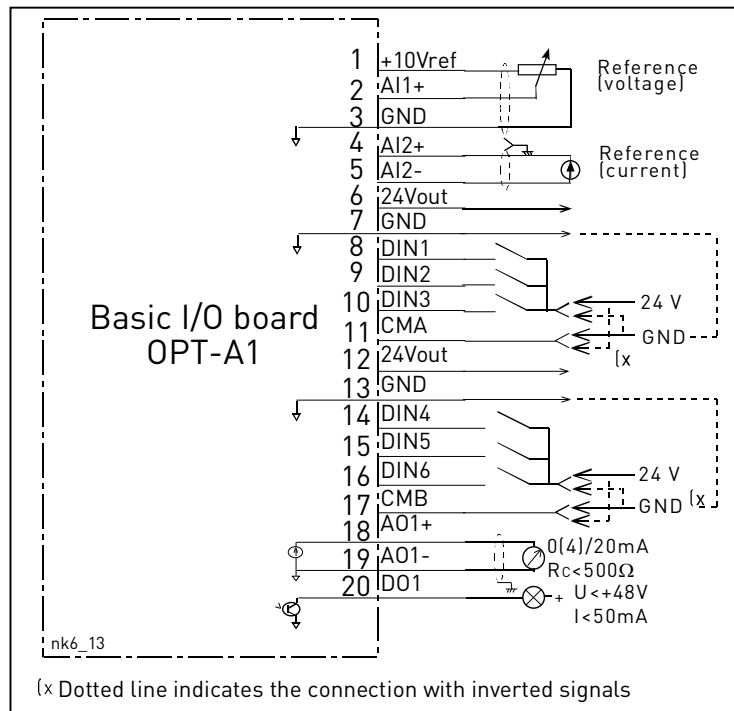 1 +10Vref
2 AI1+
3 GND
4 AI2+
5 AI2-
6 24Vout
7 GND
8 DIN1
9 DIN2
10 DIN3
11 CMA
12 24Vout
13 GND
14 DIN4
15 DIN5
16 DIN6
17 CMB
18 AO1+
19 AO1-
20 DO1
Reference
(voltage)
Reference
(current)
24 V
GND
(x
24 V
GND (x
0(4)/20mA
RC<500Ω
+ U<+48V
I<50mA
Basic I/O board
OPT-A1
nk6_13
(x Dotted line indicates the connection with inverted signals